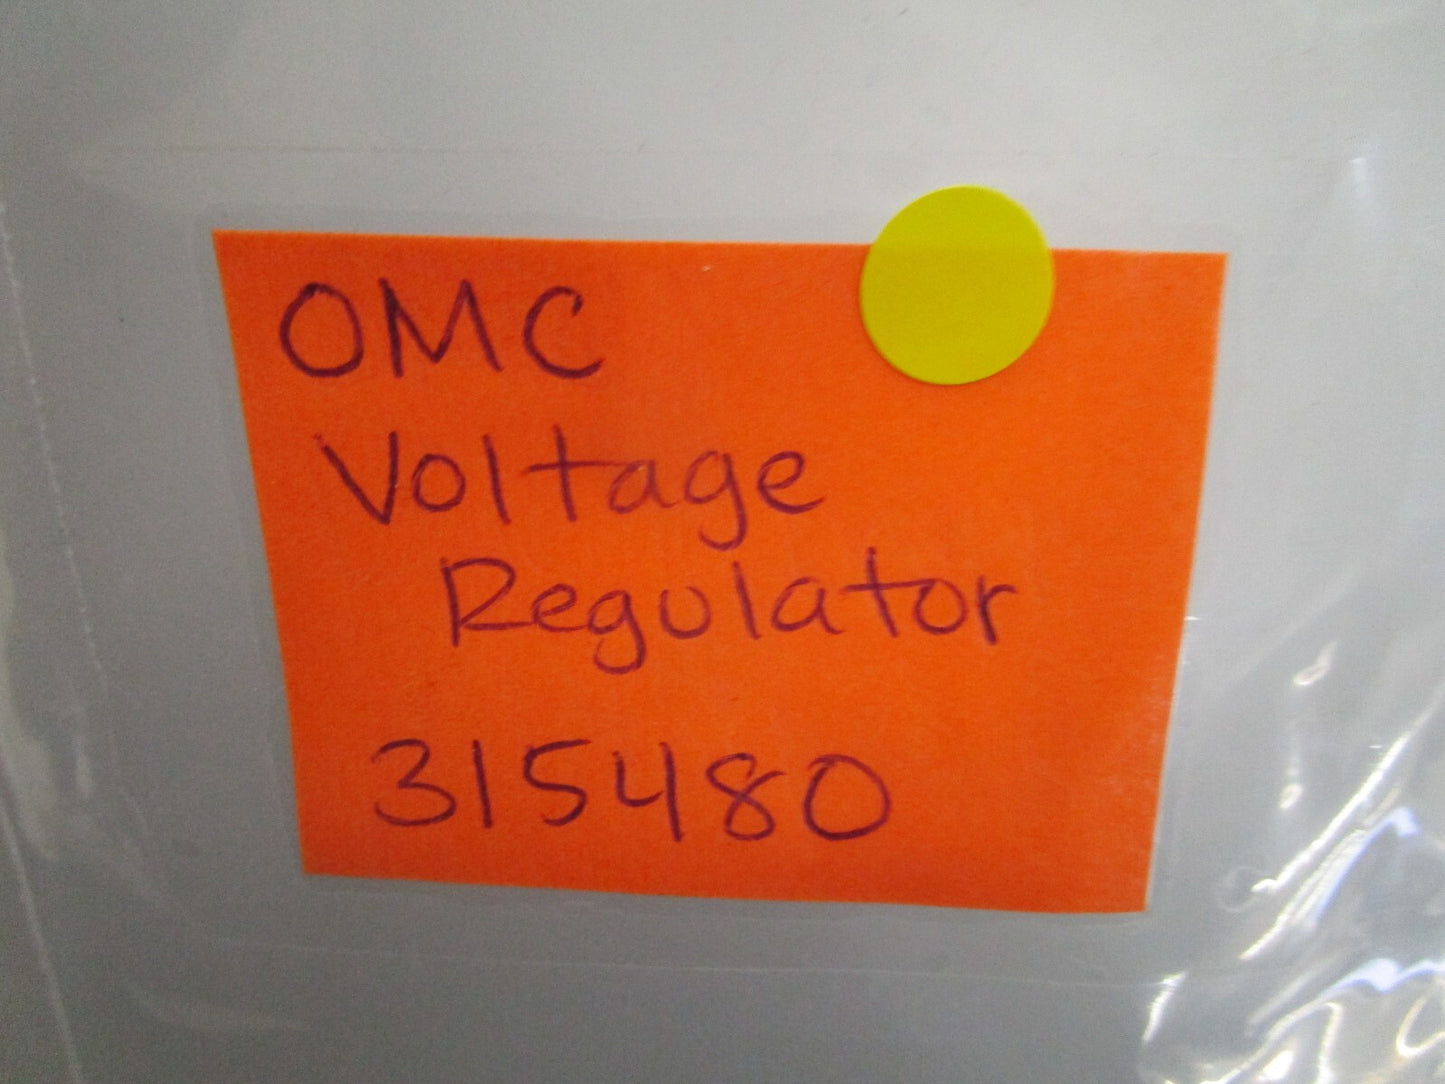 OMC
Voltage
Regulator
315480